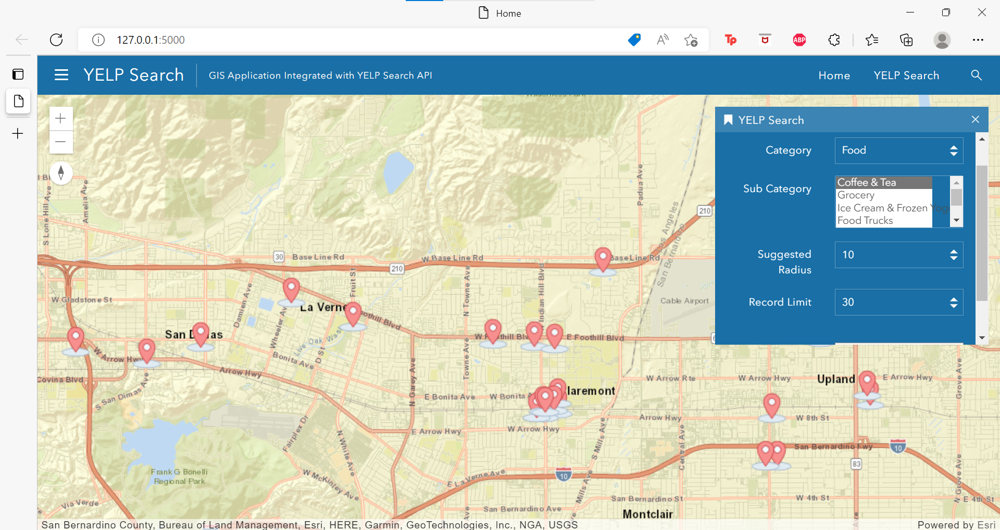 Home
127.0.0.1:5000
YELP Search
GIS Application Integrated with YELP Search API
Home
YELP Search
YELP Search
Category
Food
Sub Category
Coffee & Tea
Grocery
Ice Cream & Frozen Yog
Food Trucks
Suggested
Radius
10
Record Limit
30
S Lone Hill Ave
Amelia Ave
Padua Ave
Los Angeles
San Bernardino
210
30
Base Line Rd
W Base Line Rd
Base Line Rd
210
Fruit St
N Towne Ave
N Indian Hill Blvd
W Gladstone St
Damien Ave
Wheeler Av
La Verne
Cable Airport
San D mas
Foothill Blvd
Live Oak Was
D St
W F thill Blv
E Foothill Blvd
W Arrow Hwy
Bonita Ave
Towne Ave
Covina Blvd
Arrow Hwy
S San Dimas Ave
N Garey Ave
E Bonita Ave
W Bonita A
laremont
W Arrow Rte
W Arrow Hwy
Upland
E Arrow Hwy
Grove Ave
Arrow Hwy
W 8th St
E Arrow Hwy
W Arrow Hwy
Fairplex Dr
N White Ave
S Mills Ave
Central Ave
San Bernardino Fwy
10
83
Frank G Bonelli
Regional Park
W McKinley Ave
E La Verne Ave
10
Mills Ave
N Grove Ave
Via Verde
San Bernardino Ave
San Bernardino St
W 4th St
E 4th St
Montclair
San Bernardino County, Bureau of Land Management, Esri, HERE, Garmin, GeoTechnologies, Inc., NGA, USGS
Powered by Esri